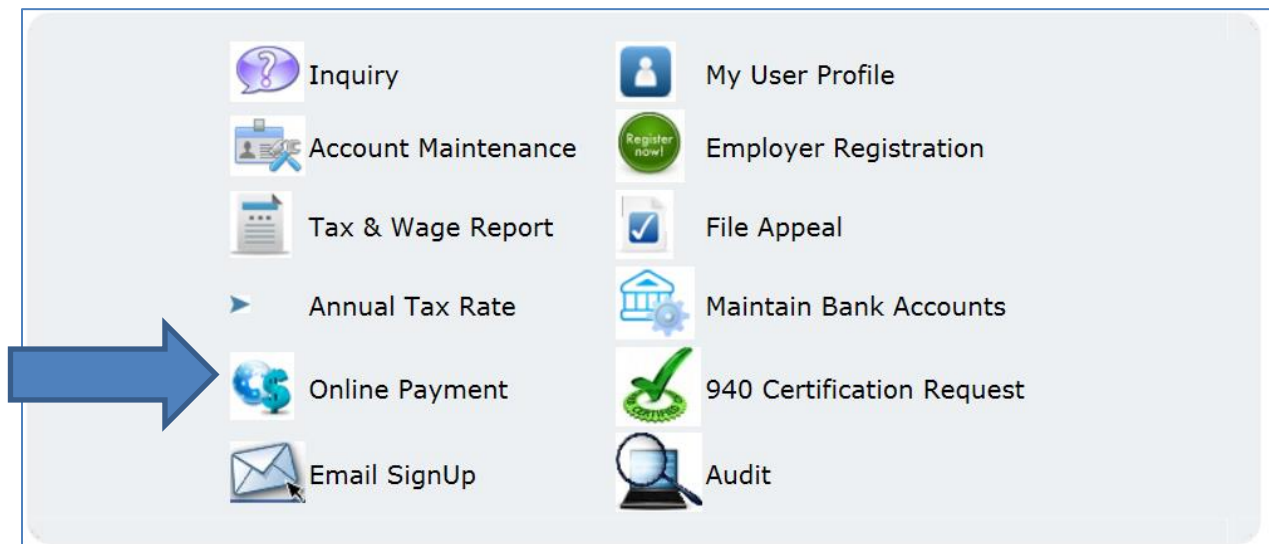 Inquiry
My User Profile
Account Maintenance
Register now!
Employer Registration
Tax & Wage Report
File Appeal
Annual Tax Rate
Maintain Bank Accounts
Online Payment
940 Certification Request
CERTIFIED
Email SignUp
Audit